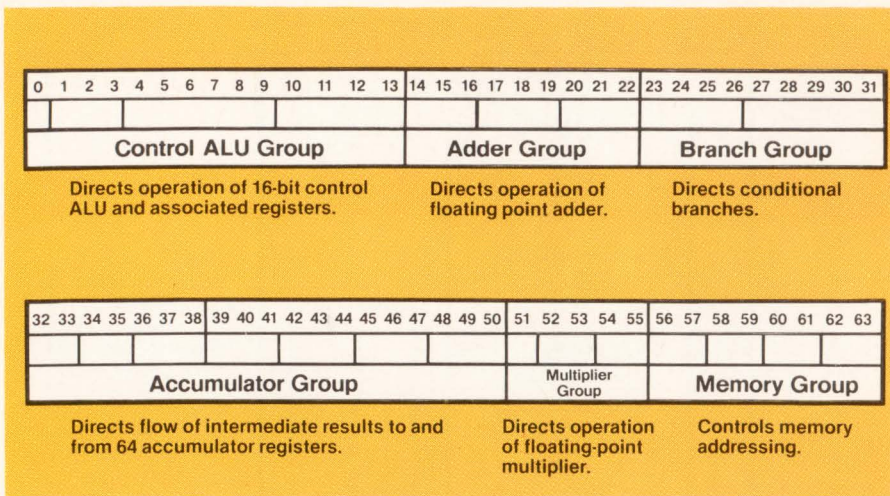 0 1 2 3 4 5 6 7 8 9 10 11 12 13 14 15 16 17 18 19 20 21 22 23 24 25 26 27 28 29 30 31
Control ALU Group Adder Group Branch Group
Directs operation of 16-bit control
ALU and associated registers.
Directs operation of
floating point adder.
Directs conditional
branches.
32 33 34 35 36 37 38 39 40 41 42 43 44 45 46 47 48 49 50 51 52 53 54 55 56 57 58 59 60 61 62 63
Accumulator Group Multiplier
Group Memory Group
Directs flow of intermediate results to and
from 64 accumulator registers.
Directs operation
of floating-point
multiplier.
Controls memory
addressing.